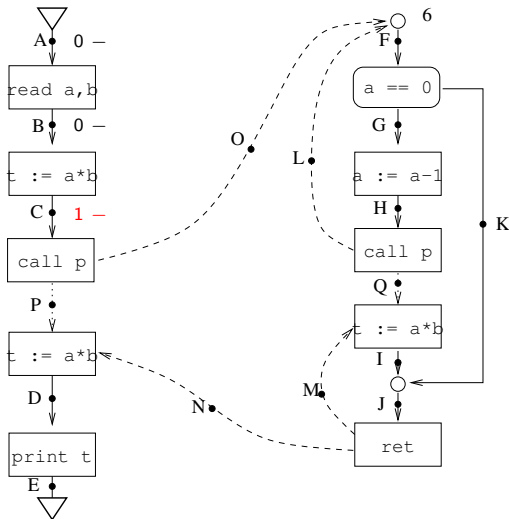 A 0 –
read a,b
B 0 –
t := a*b
C 1 –
call p
P
t := a*b
D
print t
E
O
L
N
M
6
F
a == 0
G
a := a-1
H
call p
Q
t := a*b
I
J
ret
K